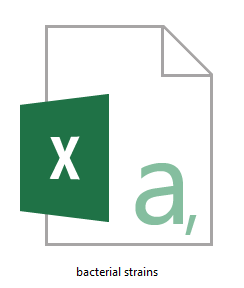 X
a,
bacterial strains